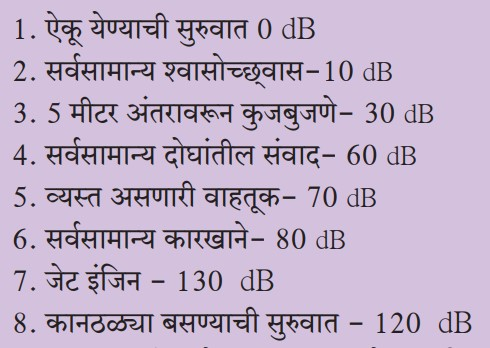 1. ऐकू येण्याची सुरुवात 0 dB
2. सर्वसामान्य श्वासोच्छ्वास–10 dB
3. 5 मीटर अंतरावरून कुजबुजणे– 30 dB
4. सर्वसामान्य दोघांतील संवाद– 60 dB
5. व्यस्त असणारी वाहतूक– 70 dB
6. सर्वसामान्य कारखाने– 80 dB
7. जेट इंजिन – 130 dB
8. कानठळ्या बसण्याची सुरुवात – 120 dB